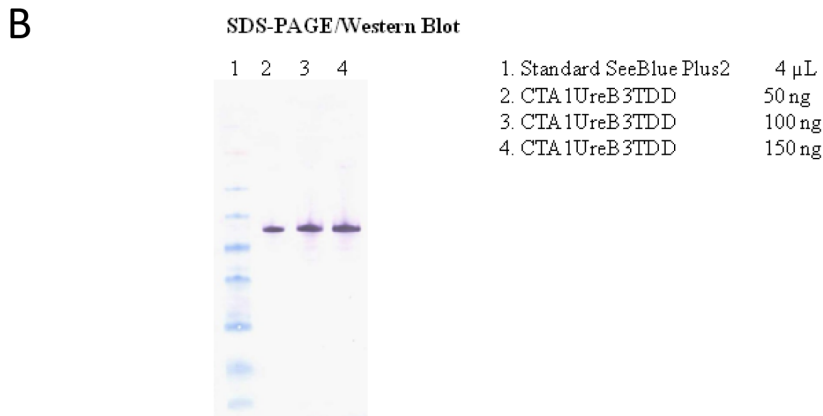 B
SDS-PAGE/Western Blot
1 2 3 4
1. Standard SeeBlue Plus2 4 µL
2. CTA1UreB3TDD 50 ng
3. CTA1UreB3TDD 100 ng
4. CTA1UreB3TDD 150 ng